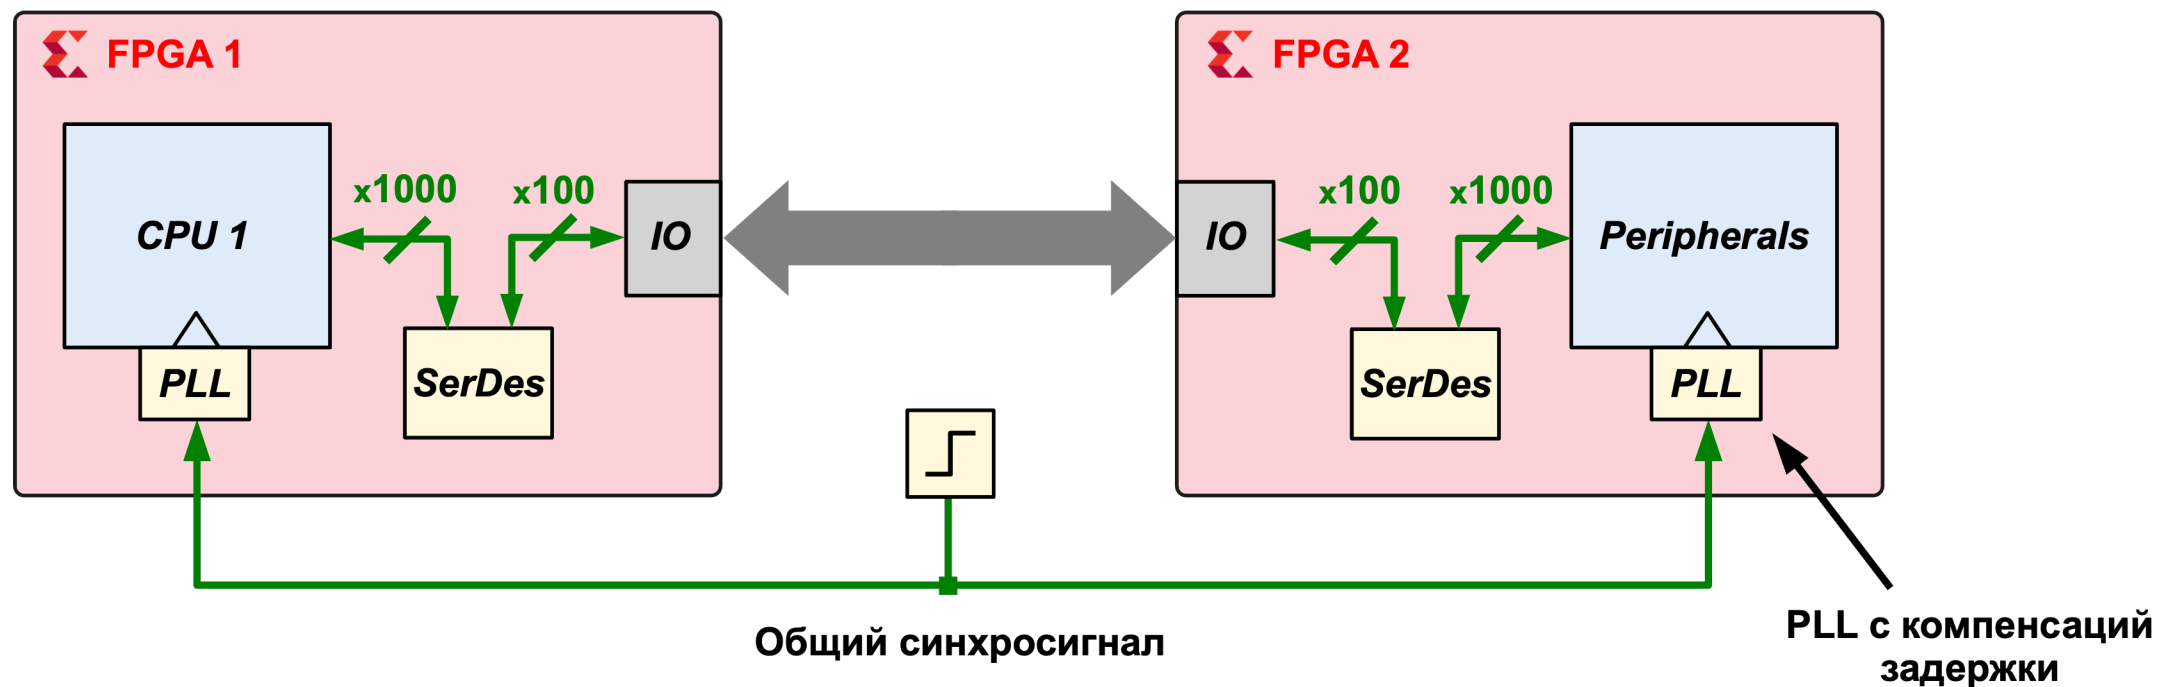 FPGA 1
FPGA 2
x1000
x100
x100
x1000
CPU 1
IO
IO
Peripherals
PLL
SerDes
SerDes
PLL
Общий синхросигнал
PLL с компенсаций
задержки